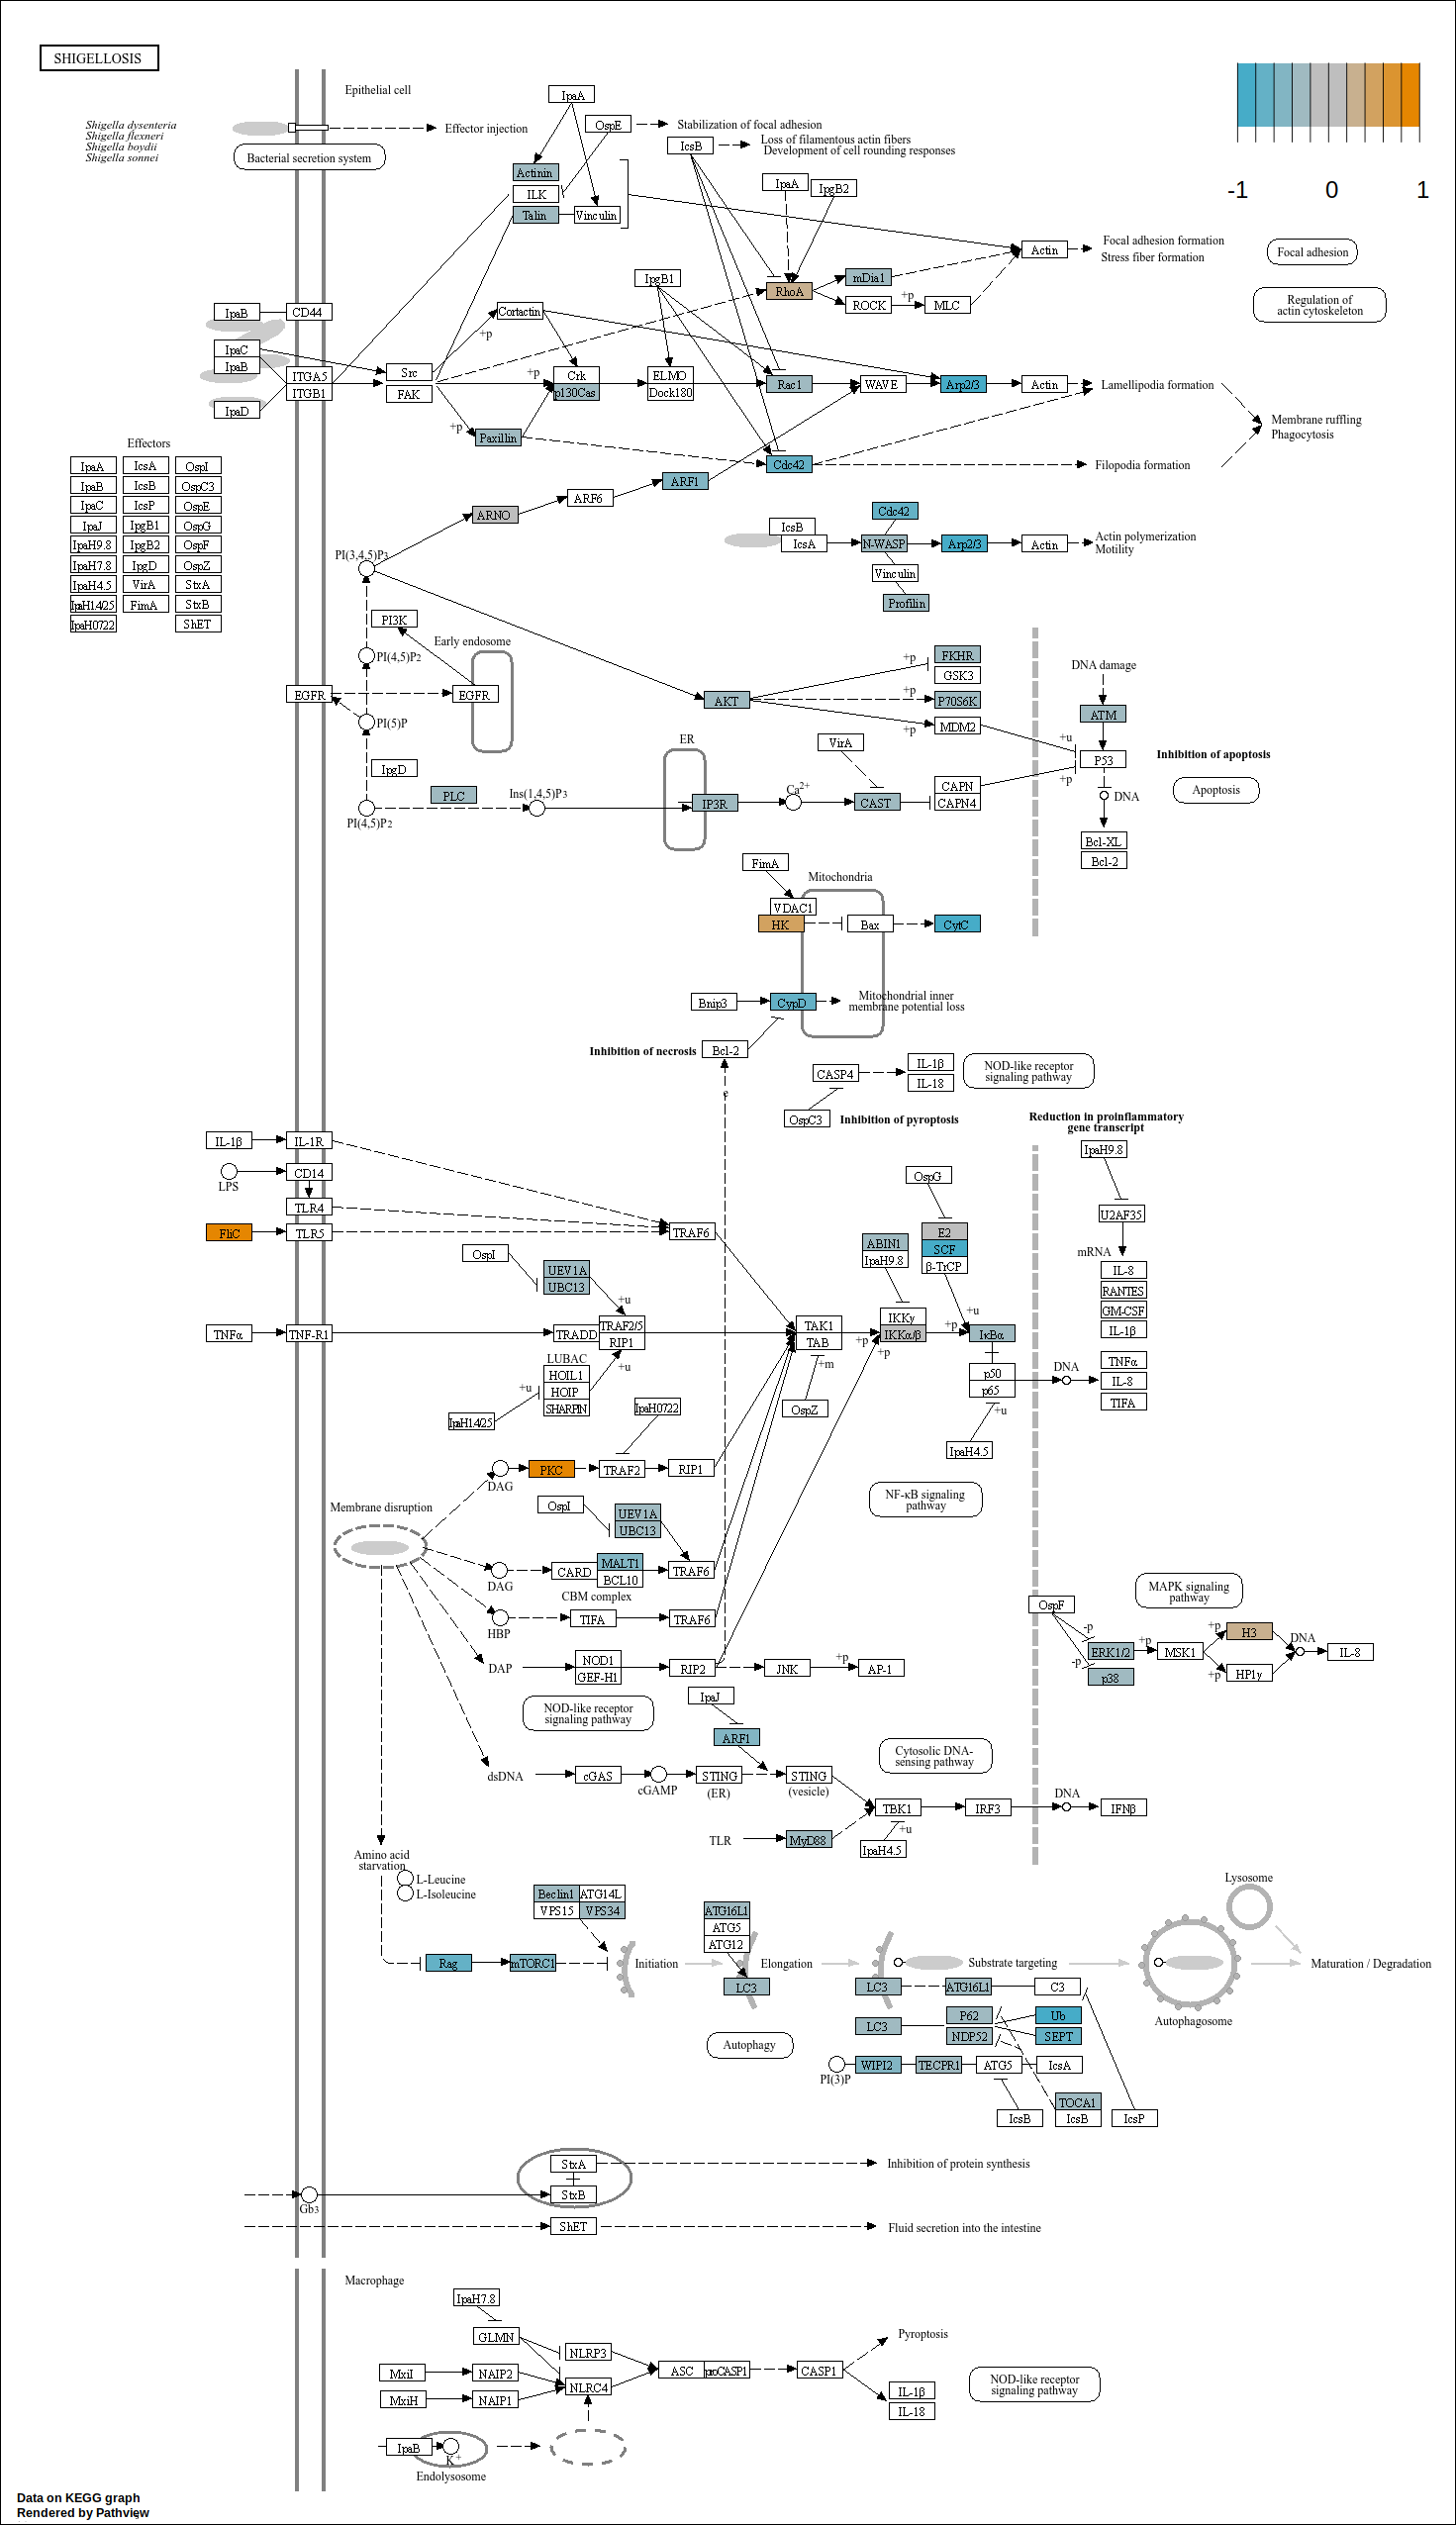 SHIGELLOSIS
Shigella dysenteria
Shigella flexneri
Shigella boydii
Shigella sonnei
Bacterial secretion system
Epithelial cell
Effector injection
-1 0 1
IpaA
OspE
Stabilization of focal adhesion
IcsB
Loss of filamentous actin fibers
Development of cell rounding responses
Actinin
ILK
Talin
Vinculin
IpaA
IpgB2
Actin
Focal adhesion formation
Stress fiber formation
Focal adhesion
Regulation of
actin cytoskeleton
IpgB1
RhoA
mDia1
ROCK
+p
MLC
IpaB
CD44
Cortactin
+p
IpaC
IpaB
ITGA5
ITGB1
IpaD
Src
FAK
+p
Crk
p130Cas
ELMO
Dock180
Rac1
WAVE
Arp2/3
Actin
Lamellipodia formation
Membrane ruffling
Phagocytosis
+p
Paxillin
Cdc42
Filopodia formation
ARF1
ARF6
ARNO
Effectors
IpaA IcsA OspI
IpaB IcsB OspC3
IpaC IcsP OspE
IpaJ IpgB1 OspG
IpaH9.8 IpgB2 OspF
IpaH7.8 IpgD OspZ
IpaH4.5 VirA StxA
IpaH1.4/2.5 FimA StxB
IpaH0722 ShET
IcsB
IcsA
Cdc42
N-WASP
Arp2/3
Actin
Actin polymerization
Motility
Vinculin
Profilin
PI(3,4,5)P3
PI3K
Early endosome
PI(4,5)P2
EGFR
EGFR
PI(5)P
IpgD
PI(4,5)P2
PLC
Ins(1,4,5)P3
AKT
+p
FKHR
GSK3
+p
P70S6K
+p
MDM2
DNA damage
ATM
+u
P53
+p
Inhibition of apoptosis
Apoptosis
DNA
Bcl-XL
Bcl-2
ER
IP3R
Ca2+
VirA
CAST
CAPN
CAPN4
FimA
Mitochondria
VDAC1
HK
Bax
CytC
Bnip3
CypD
Mitochondrial inner
membrane potential loss
Inhibition of necrosis
Bcl-2
e
CASP4
IL-1β
IL-18
NOD-like receptor
signaling pathway
OspC3
Inhibition of pyroptosis
Reduction in proinflammatory
gene transcript
IpaH9.8
U2AF35
mRNA
IL-8
RANTES
GM-CSF
IL-1β
IL-1β
IL-1R
LPS
CD14
TLR4
FliC
TLR5
TRAF6
OspI
UEV1A
UBC13
+u
OspG
ABIN1
IpaH9.8
E2
SCF
β-TrCP
+u
TNFα
TNF-R1
TRADD
TRAF2/5
RIP1
+u
TAK1
TAB
+p
+m
IKKγ
IKKα/β
+p
+p
IκBα
p50
p65
DNA
TNFα
IL-8
TIFA
LUBAC
HOIL1
HOIP
SHARPIN
+u
IpaH1.4/2.5
IpaH0722
OspZ
+u
IpaH4.5
NF-κB signaling
pathway
DAG
PKC
TRAF2
RIP1
Membrane disruption
OspI
UEV1A
UBC13
DAG
CARD
MALT1
BCL10
CBM complex
TRAF6
HBP
TIFA
TRAF6
DAP
NOD1
GEF-H1
RIP2
JNK
+p
AP-1
NOD-like receptor
signaling pathway
MAPK signaling
pathway
OspF
-p
-p
ERK1/2
p38
+p
MSK1
+p
+p
H3
HP1γ
DNA
IL-8
IpaJ
ARF1
dsDNA
cGAS
cGAMP
STING
(ER)
STING
(vesicle)
Cytosolic DNA-
sensing pathway
TBK1
IRF3
DNA
IFNβ
TLR
MyD88
+u
IpaH4.5
Amino acid
starvation
L-Leucine
L-Isoleucine
Beclin1
ATG14L
VPS15
VPS34
Rag
mTORC1
Initiation
ATG16L1
ATG5
ATG12
LC3
Elongation
Substrate targeting
Lysosome
Maturation / Degradation
Autophagosome
LC3
ATG16L1
C3
LC3
P62
NDP52
Ub
SEPT
Autophagy
PI(3)P
WIPI2
TECPR1
ATG5
IcsA
IcsB
TOCA1
IcsB
IcsP
StxA
StxB
Inhibition of protein synthesis
Gb3
ShET
Fluid secretion into the intestine
Macrophage
IpaH7.8
GLMN
NLRP3
MxiI
NAIP2
MxiH
NAIP1
NLRC4
ASC
proCASP1
CASP1
Pyroptosis
IL-1β
IL-18
NOD-like receptor
signaling pathway
IpaB
K+
Endolysosome
Data on KEGG graph
Rendered by Pathview